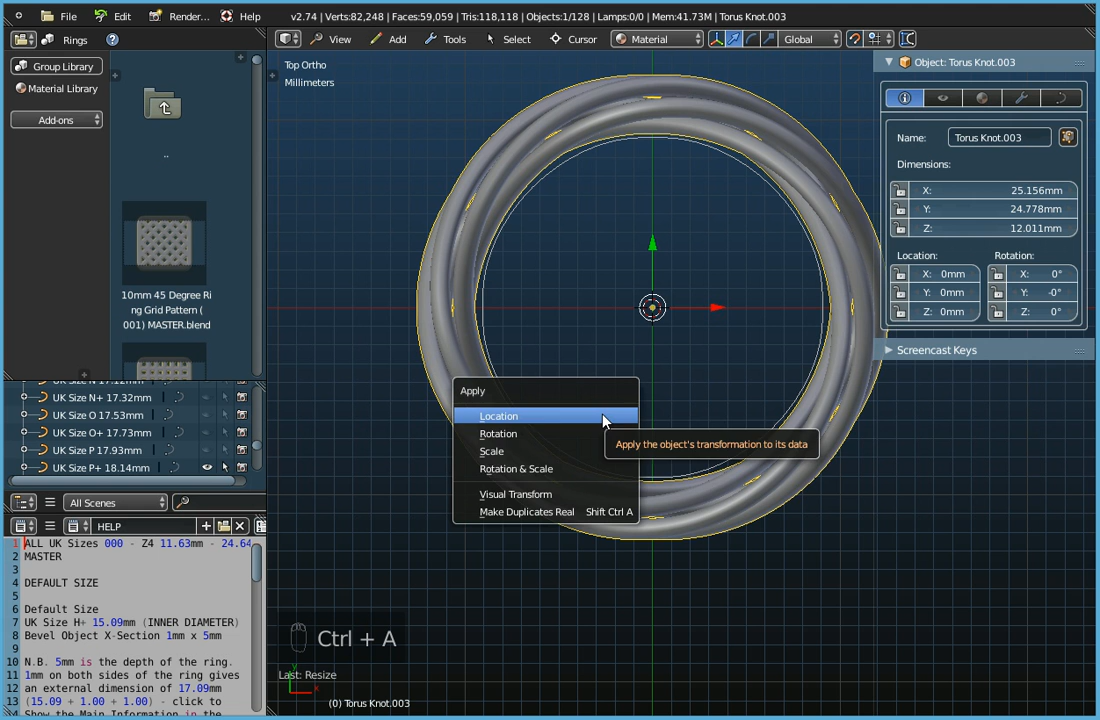 File
Edit
Render...
Help
v2.74 | Verts:82,248 | Faces:59,059 | Tris:118,118 | Objects:1/128 | Lamps:0/0 | Mem:41.73M | Torus Knot.003
Rings
View
Add
Tools
Select
Cursor
Material
Global
Group Library
Material Library
Add-ons
..
10mm 45 Degree Ri
ng Grid Pattern (
001) MASTER.blend
Top Ortho
Millimeters
Object: Torus Knot.003
Name:
Torus Knot.003
Dimensions:
X: 25.156mm
Y: 24.778mm
Z: 12.011mm
Location:
Rotation:
X: 0mm
X: 0°
Y: 0mm
Y: -0°
Z: 0mm
Z: 0°
Screencast Keys
UK Size N 17.12mm
UK Size N+ 17.32mm
UK Size O 17.53mm
UK Size O+ 17.73mm
UK Size P 17.93mm
UK Size P+ 18.14mm
All Scenes
HELP
Apply
Location
Rotation
Scale
Rotation & Scale
Visual Transform
Make Duplicates Real Shift Ctrl A
Apply the object's transformation to its data
1 ALL UK Sizes 000 - Z4 11.63mm - 24.64
2 MASTER
3
4 DEFAULT SIZE
5
6 Default Size
7 UK Size H+ 15.09mm (INNER DIAMETER)
8 Bevel Object X-Section 1mm x 5mm
9
10 N.B. 5mm is the depth of the ring.
11 1mm on both sides of the ring gives
12 an external dimension of 17.09mm
13 (15.09 + 1.00 + 1.00) - click to
Show the Main Information in the
Ctrl + A
Last: Resize
y
x
(0) Torus Knot.003